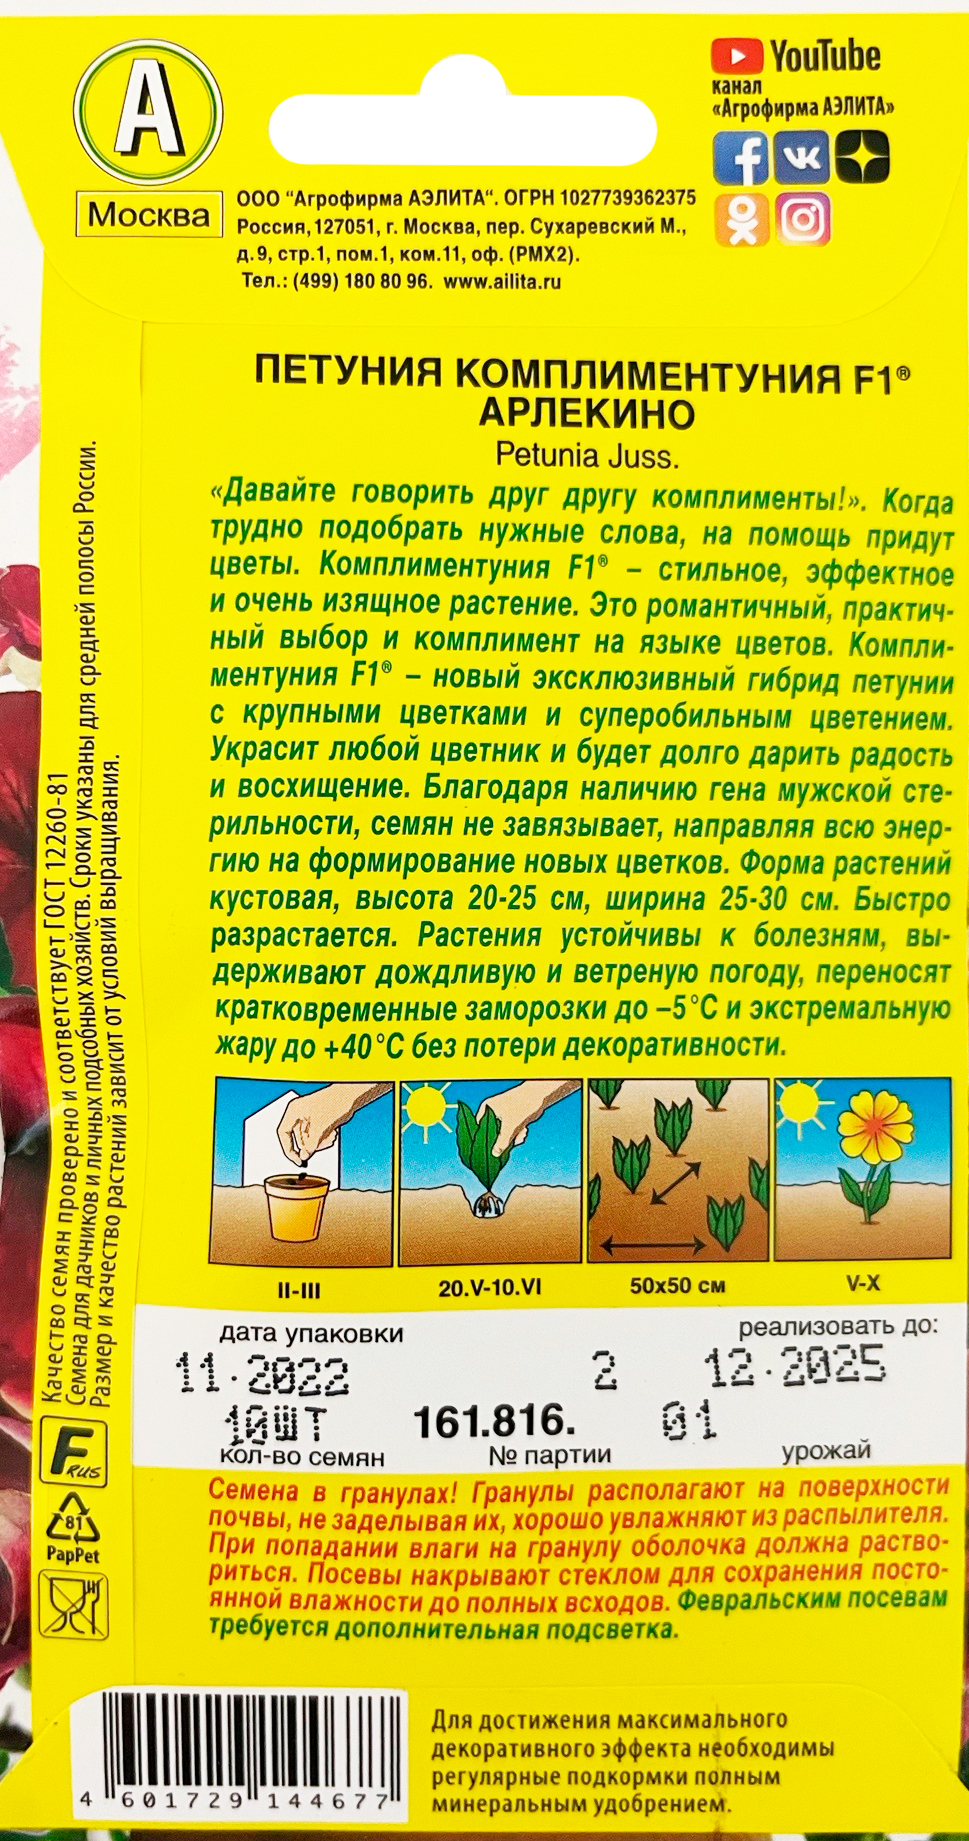 А
Москва
YouTube
канал
«Агрофирма АЭЛИТА»
ООО “Агрофирма АЭЛИТА“. ОГРН 1027739362375
Россия,127051, г. Москва, пер. Сухаревский М.,
д.9, стр.1, пом.1, ком.11, оф. (РМХ2).
Тел.: (499) 180 80 96. www.ailita.ru
ПЕТУНИЯ КОМПЛИМЕНТУНИЯ F1®
АРЛЕКИНО
Petunia Juss.
«Давайте говорить друг другу комплименты!». Когда
трудно подобрать нужные слова, на помощь придут
цветы. Комплиментуния F1® – стильное, эффектное
и очень изящное растение. Это романтичный, практич-
ный выбор и комплимент на языке цветов. Компли-
ментуния F1® – новый эксклюзивный гибрид петунии
с крупными цветками и суперобильным цветением.
Украсит любой цветник и будет долго дарить радость
и восхищение. Благодаря наличию гена мужской сте-
рильности, семян не завязывает, направляя всю энер-
гию на формирование новых цветков. Форма растений
кустовая, высота 20-25 см, ширина 25-30 см. Быстро
разрастается. Растения устойчивы к болезням, вы-
держивают дождливую и ветреную погоду, переносят
кратковременные заморозки до –5°С и экстремальную
жару до +40°С без потери декоративности.
II-III
20.V-10.VI
50x50 см
V-X
дата упаковки
реализовать до:
11.2022
2
12.2025
10ШТ
161.816.
01
кол-во семян
№ партии
урожай
Семена в гранулах! Гранулы располагают на поверхности
почвы, не заделывая их, хорошо увлажняют из распылителя.
При попадании влаги на гранулу оболочка должна раство-
риться. Посевы накрывают стеклом для сохранения посто-
янной влажности до полных всходов. Февральским посевам
требуется дополнительная подсветка.
Качество семян проверено и соответствует ГОСТ 12260-81
Семена для дачников и личных подсобных хозяйств. Сроки указаны для средней полосы России.
Размер и качество растений зависит от условий выращивания.
F RUS
81
PapPet
4 601729 144677
Для достижения максимального
декоративного эффекта необходимы
регулярные подкормки полным
минеральным удобрением.